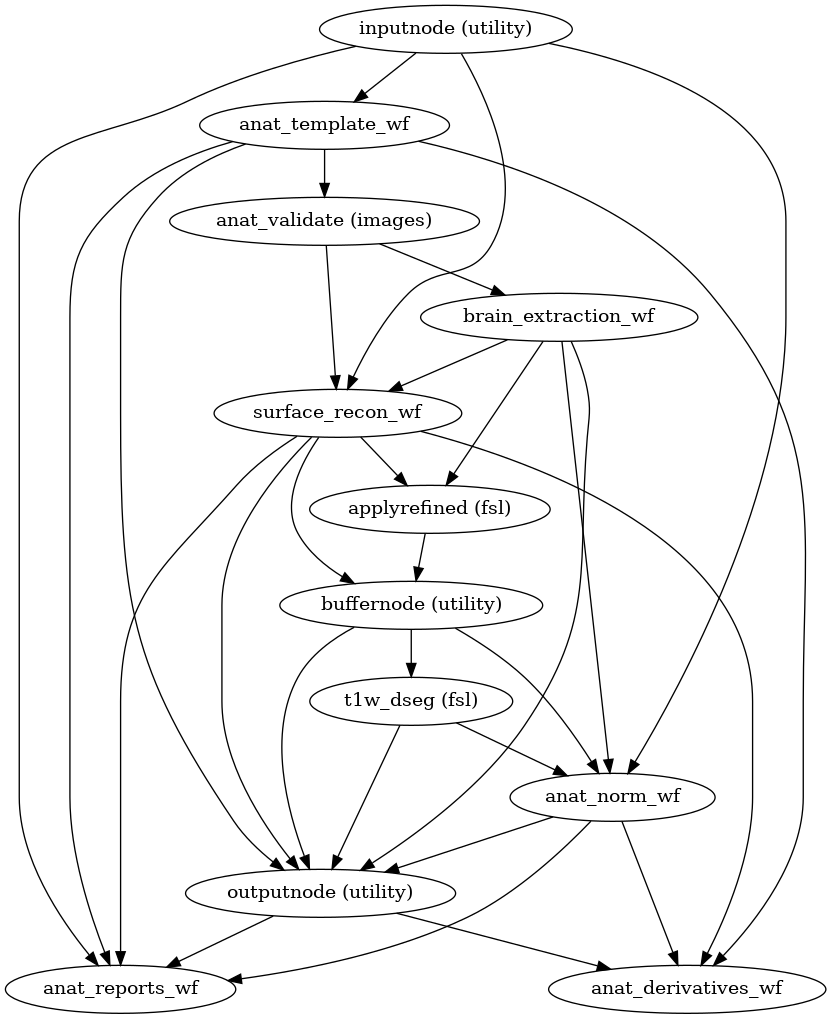 inputnode (utility)
anat_template_wf
anat_validate (images)
brain_extraction_wf
surface_recon_wf
applyrefined (fsl)
buffernode (utility)
t1w_dseg (fsl)
anat_norm_wf
outputnode (utility)
anat_reports_wf
anat_derivatives_wf